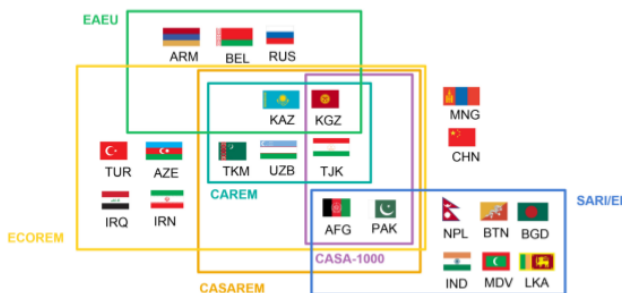 EAEU
ARM BEL RUS
KAZ KGZ
MNG
CHN
TUR AZE TKM UZB TJK
CAREM
IRQ IRN
SARI/EI
AFG PAK NPL BTN BGD
ECOREM
CASA-1000
IND MDV LKA
CASAREM